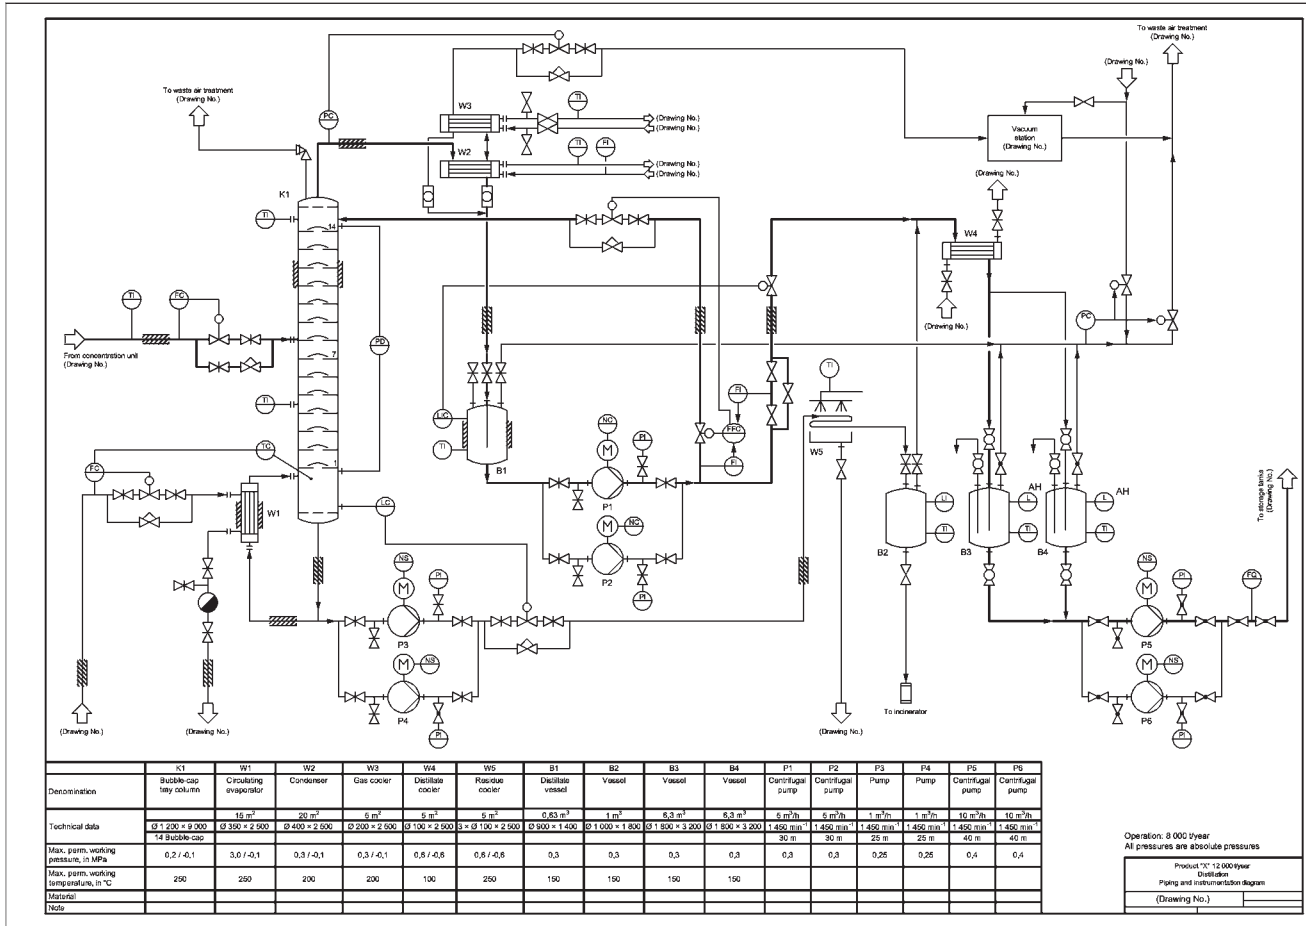 To waste air treatment
(Drawing No.)
To waste air treatment
(Drawing No.)
(Drawing No.)
PC
W3
TI
(Drawing No.)
(Drawing No.)
Vacuum
station
(Drawing No.)
W2
TI
FI
(Drawing No.)
(Drawing No.)
(Drawing No.)
K1
TI
14
W4
TI
FC
From concentration unit
(Drawing No.)
PD
7
(Drawing No.)
PC
TI
FI
TI
LIC
TI
B1
NC
M
PI
FFC
FI
W5
TC
FC
1
W1
LC
P1
M
NC
P2
PI
B2
LI
TI
B3
AH
L
TI
B4
AH
L
TI
To storage tanks
(Drawing No.)
NS
M
PI
P3
M
NS
P4
PI
NS
M
PI
FQ
P5
M
NS
P6
PI
(Drawing No.)
(Drawing No.)
(Drawing No.)
To incinerator
K1 W1 W2 W3 W4 W5 B1 B2 B3 B4 P1 P2 P3 P4 P5 P6
Denomination
Bubble-cap tray column
Circulating evaporator
Condenser
Gas cooler
Distillate cooler
Residue cooler
Distillate vessel
Vessel
Vessel
Vessel
Centrifugal pump
Centrifugal pump
Pump
Pump
Centrifugal pump
Centrifugal pump
Technical data
15 m² 20 m² 5 m² 5 m² 5 m² 0,63 m³ 1 m³ 6,3 m³ 6,3 m³ 5 m³/h 5 m³/h 1 m³/h 1 m³/h 10 m³/h 10 m³/h
Ø 1 200 × 9 000 Ø 350 × 2 500 Ø 400 × 2 500 Ø 200 × 2 500 Ø 100 × 2 500 3 × Ø 100 × 2 500 Ø 900 × 1 400 Ø 1 000 × 1 800 Ø 1 800 × 3 200 Ø 1 800 × 3 200 1 450 min⁻¹ 1 450 min⁻¹ 1 450 min⁻¹ 1 450 min⁻¹ 1 450 min⁻¹ 1 450 min⁻¹
14 Bubble-cap 30 m 30 m 25 m 25 m 40 m 40 m
Max. perm. working
pressure, in MPa
0,2 / -0,1 3,0 / -0,1 0,3 / -0,1 0,3 / -0,1 0,6 / -0,6 0,6 / -0,6 0,3 0,3 0,3 0,3 0,3 0,3 0,25 0,25 0,4 0,4
Max. perm. working
temperature, in °C
250 250 200 200 100 250 150 150 150 150
Material
Note
Operation: 8 000 t/year
All pressures are absolute pressures
Product "X" 12 000 t/year
Distillation
Piping and instrumentation diagram
(Drawing No.)